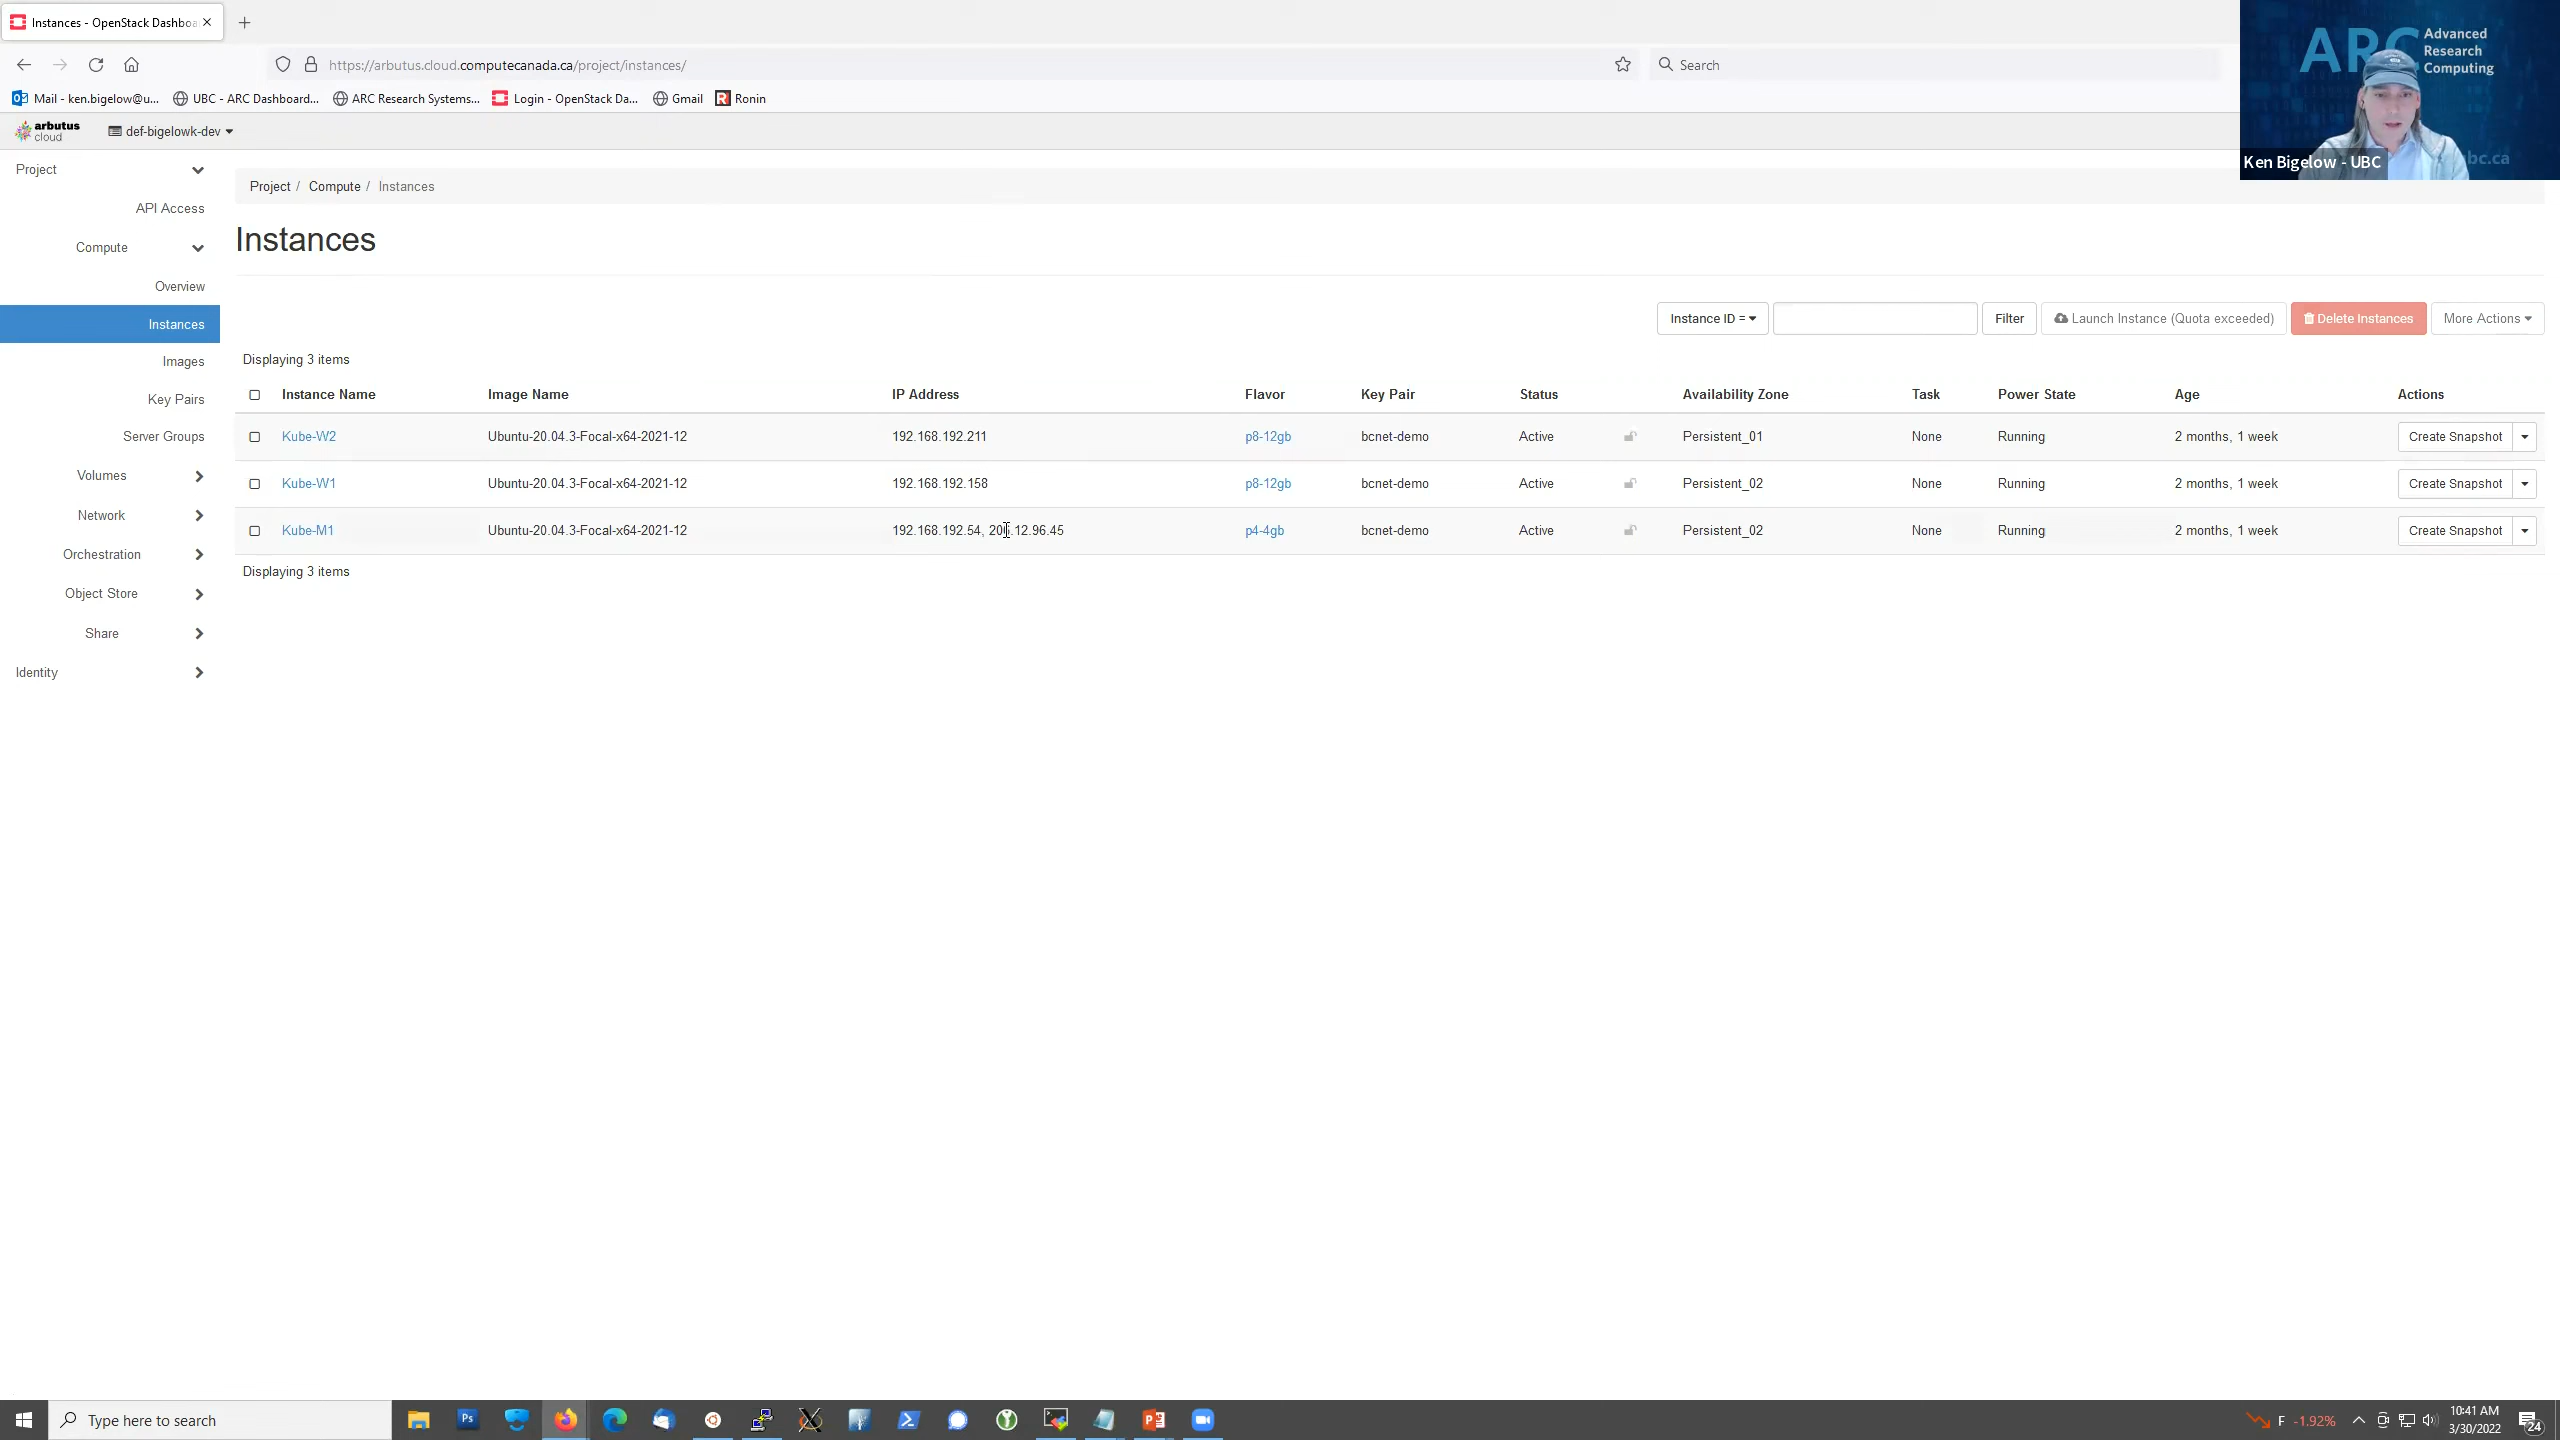 Instances - OpenStack Dashboa
https://arbutus.cloud.computecanada.ca/project/instances/
Search
Mail - ken.bigelow@u...
UBC - ARC Dashboard...
ARC Research Systems...
Login - OpenStack Da...
Gmail
Ronin
ARC Advanced Research Computing
Ken Bigelow - UBC
bc.ca
arbutus cloud
def-bigelowk-dev
Project
API Access
Compute
Overview
Instances
Images
Key Pairs
Server Groups
Volumes
Network
Orchestration
Object Store
Share
Identity
Project / Compute / Instances
Instances
Instance ID =
Filter
Launch Instance (Quota exceeded)
Delete Instances
More Actions
Displaying 3 items
Instance Name Image Name IP Address Flavor Key Pair Status Availability Zone Task Power State Age Actions
Kube-W2 Ubuntu-20.04.3-Focal-x64-2021-12 192.168.192.211 p8-12gb bcnet-demo Active Persistent_01 None Running 2 months, 1 week Create Snapshot
Kube-W1 Ubuntu-20.04.3-Focal-x64-2021-12 192.168.192.158 p8-12gb bcnet-demo Active Persistent_02 None Running 2 months, 1 week Create Snapshot
Kube-M1 Ubuntu-20.04.3-Focal-x64-2021-12 192.168.192.54, p4-4gb bcnet-demo Active Persistent_02 None Running 2 months, 1 week Create Snapshot
Displaying 3 items
Type here to search
Ps
F -1.92%
10:41 AM
3/30/2022
24